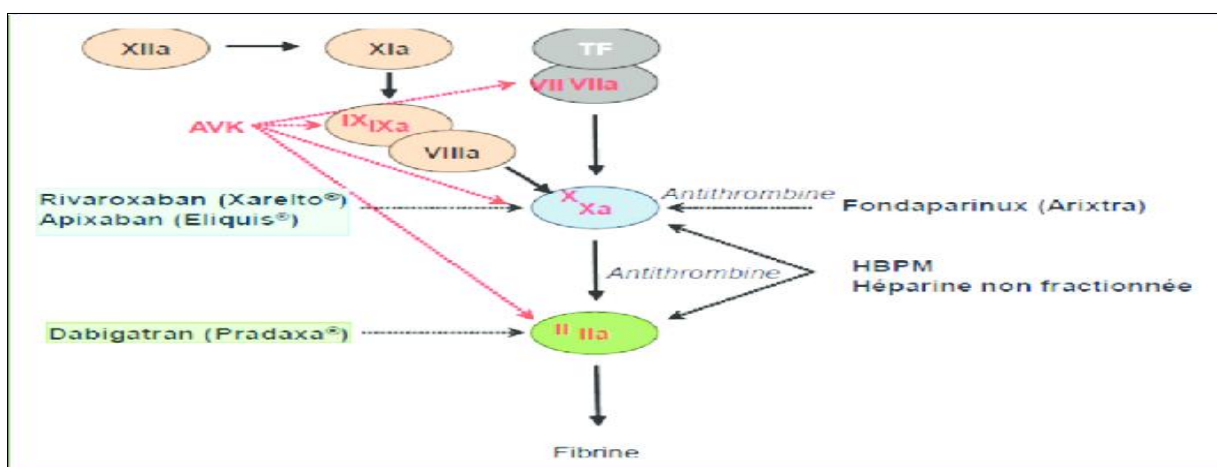 XIIa
XIa
TF
VII VIIa
AVK
IX IXa
VIIIa
Rivaroxaban (Xarelto®)
Apixaban (Eliquis®)
X Xa
Antithrombine
Fondaparinux (Arixtra)
Antithrombine
HBPM
Héparine non fractionnée
Dabigatran (Pradaxa®)
II IIa
Fibrine